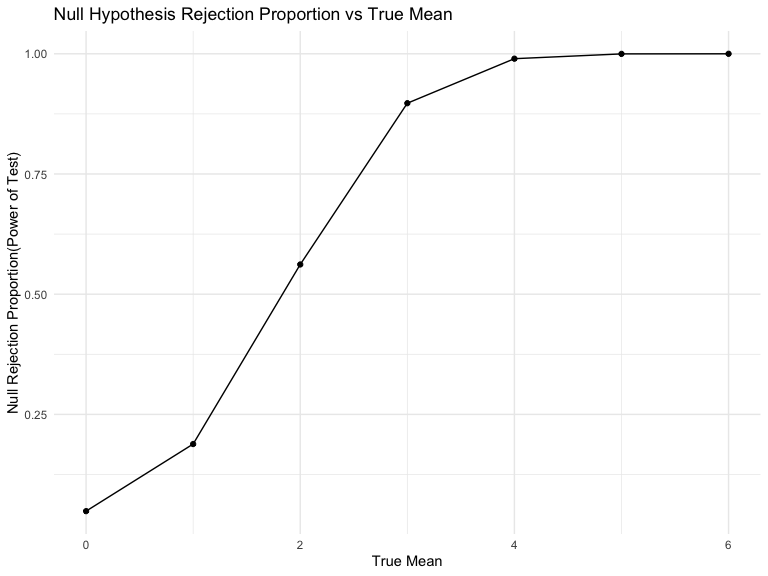 Null Hypothesis Rejection Proportion vs True Mean
Null Rejection Proportion(Power of Test)
1.00
0.75
0.50
0.25
0
2
4
6
True Mean